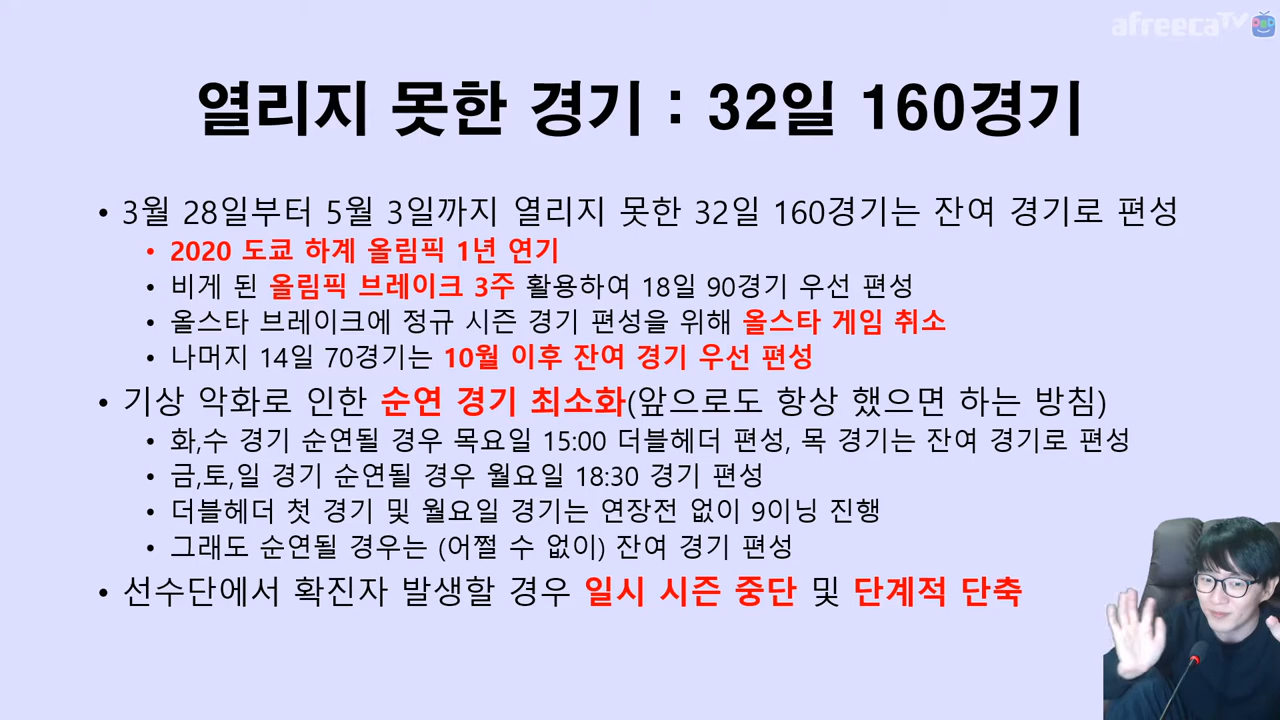 afreecaTV
열리지 못한 경기 : 32일 160경기
• 3월 28일부터 5월 3일까지 열리지 못한 32일 160경기는 잔여 경기로 편성
• 2020 도쿄 하계 올림픽 1년 연기
• 비게 된 올림픽 브레이크 3주 활용하여 18일 90경기 우선 편성
• 올스타 브레이크에 정규 시즌 경기 편성을 위해 올스타 게임 취소
• 나머지 14일 70경기는 10월 이후 잔여 경기 우선 편성
• 기상 악화로 인한 순연 경기 최소화(앞으로도 항상 했으면 하는 방침)
• 화,수 경기 순연될 경우 목요일 15:00 더블헤더 편성, 목 경기는 잔여 경기로 편성
• 금,토,일 경기 순연될 경우 월요일 18:30 경기 편성
• 더블헤더 첫 경기 및 월요일 경기는 연장전 없이 9이닝 진행
• 그래도 순연될 경우는 (어쩔 수 없이) 잔여 경기 편성
• 선수단에서 확진자 발생할 경우 일시 시즌 중단 및 단계적 단축